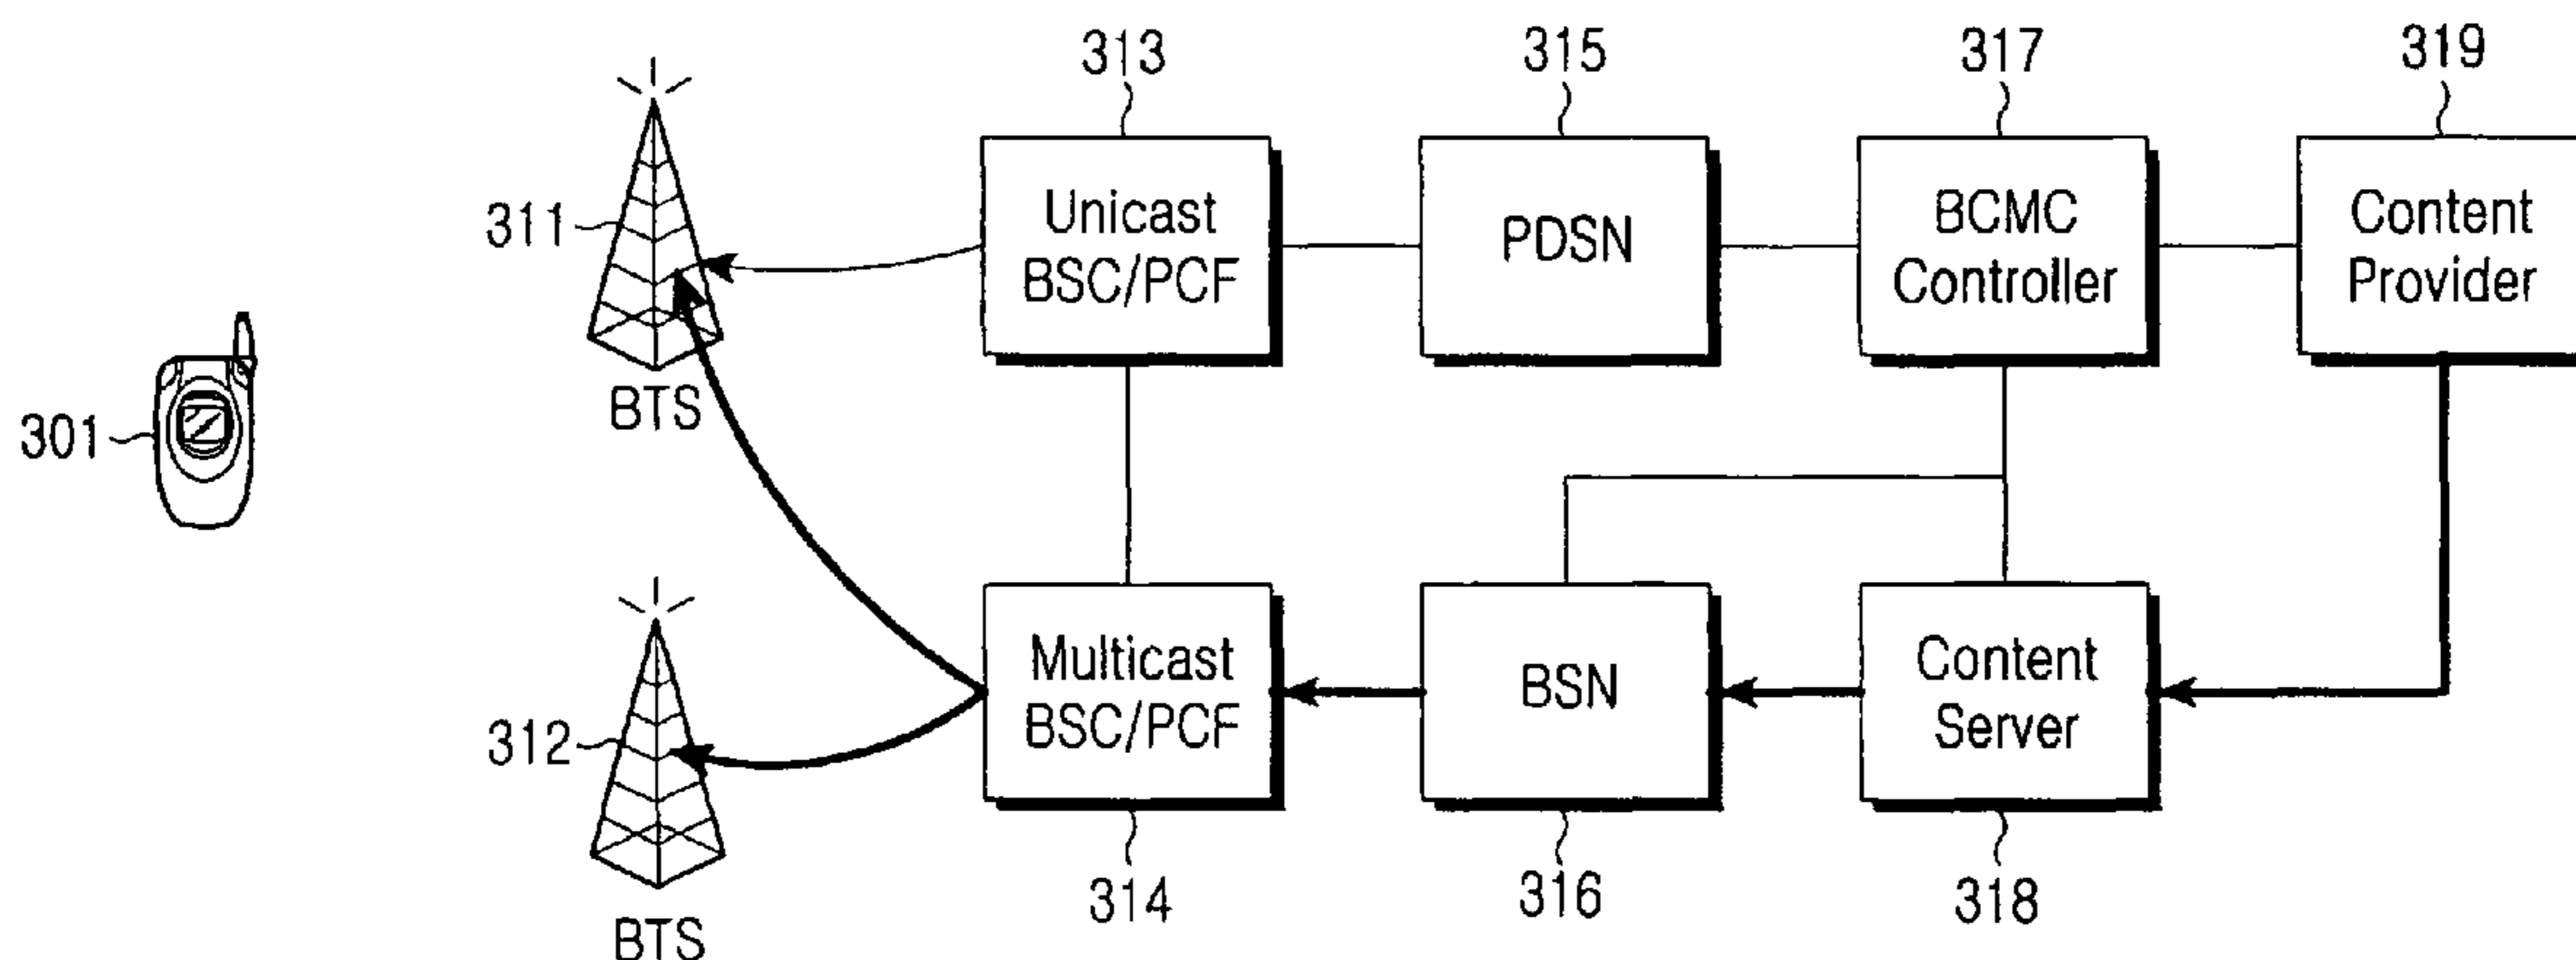 313
315
317
319
311
Unicast
BSC/PCF
PDSN
BCMC
Controller
Content
Provider
BTS
301
312
Multicast
BSC/PCF
BSN
Content
Server
314
316
318
BTS